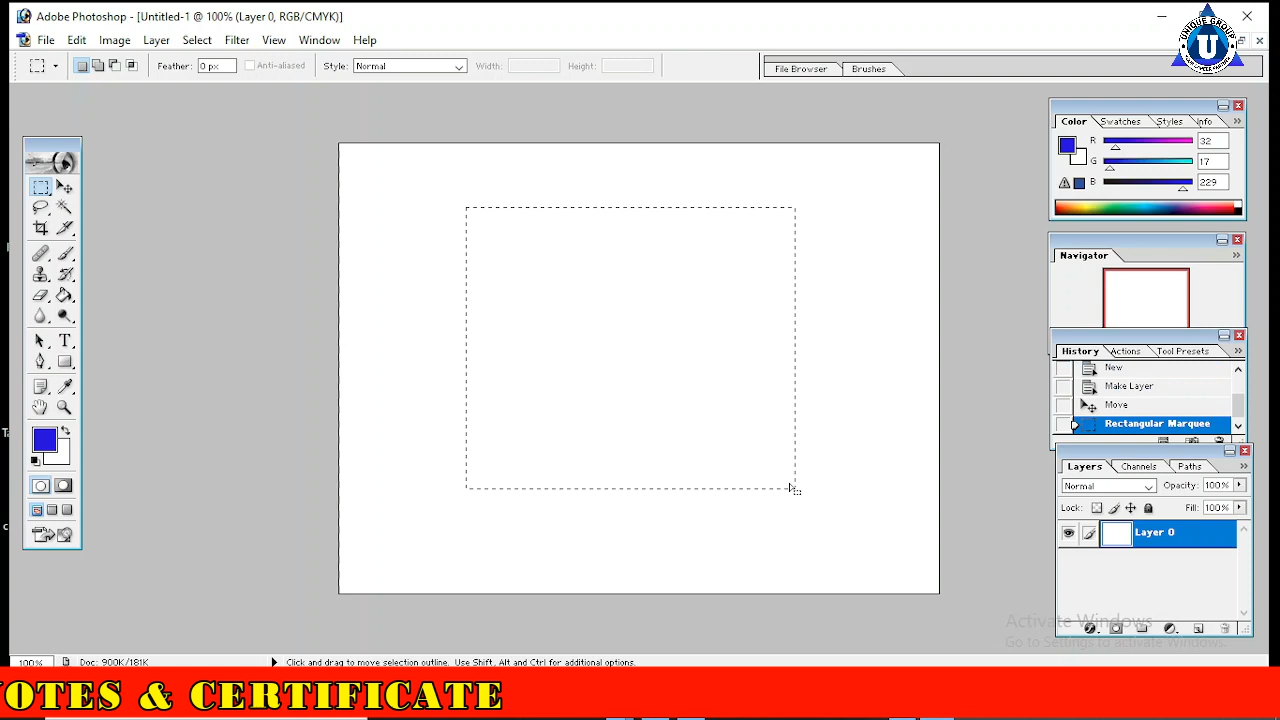 Adobe Photoshop - [Untitled-1 @ 100% (Layer 0, RGB/CMYK)]
UNIQUE GROUP
U
File Edit Image Layer Select Filter View Window Help
Feather: 0 px Anti-aliased Style: Normal Width: Height: File Browser Brushes
Color Swatches Styles Info
R 32
G 17
B 229
Navigator
History Actions Tool Presets
New
Make Layer
Move
Rectangular Marquee
Layers Channels Paths
Normal Opacity: 100%
Lock: Fill: 100%
Layer 0
Activate Windows
Go to Settings to activate Windows.
100% Doc: 900K/181K Click and drag to move selection outline. Use Shift, Alt and Ctrl for additional options.
NOTES & CERTIFICATE